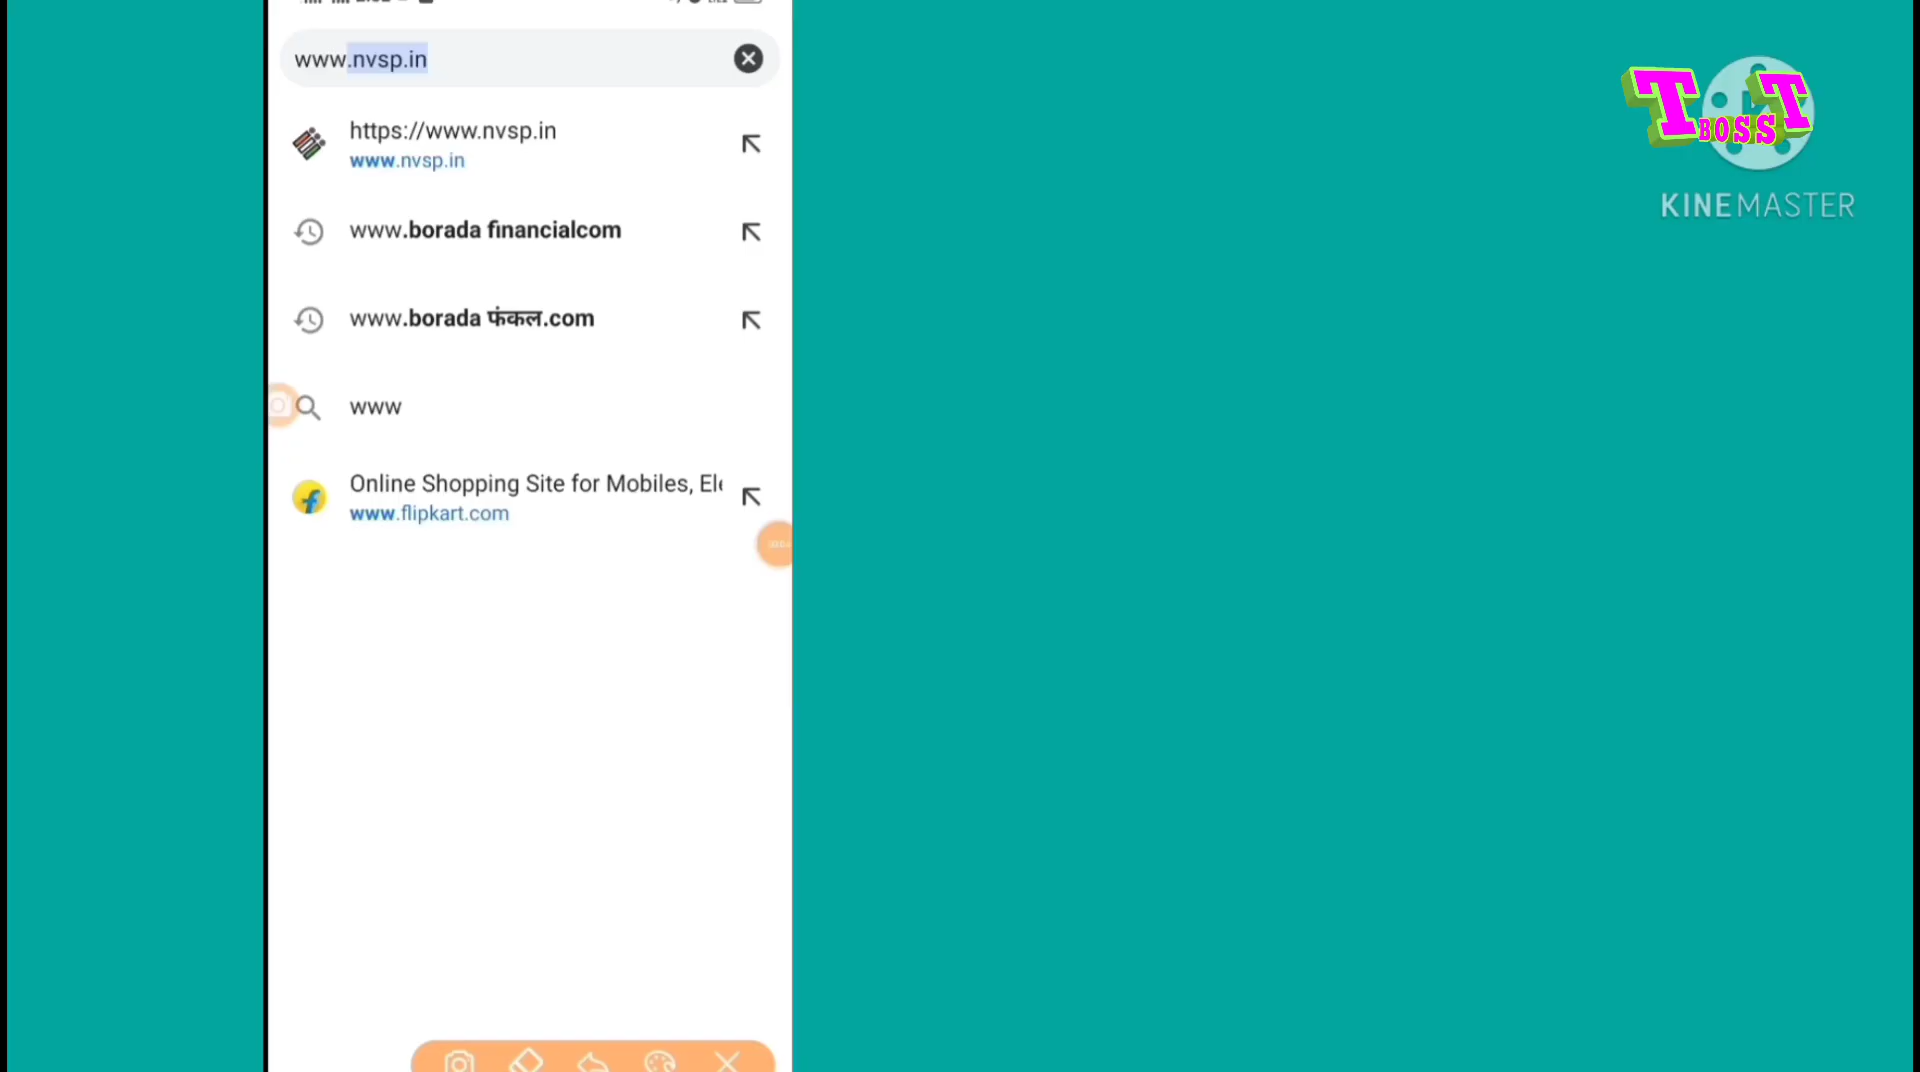 www.nvsp.in
https://www.nvsp.in
www.nvsp.in
www.borada financialcom
www.borada फंकल.com
www
Online Shopping Site for Mobiles, Ele
www.flipkart.com
T BOSS T
KINEMASTER